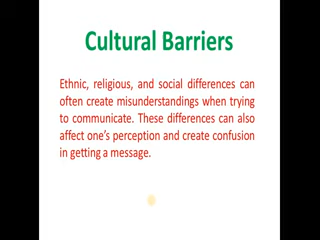 Cultural Barriers
Ethnic, religious, and social differences can
often create misunderstandings when trying
to communicate. These differences can also
affect one’s perception and create confusion
in getting a message.